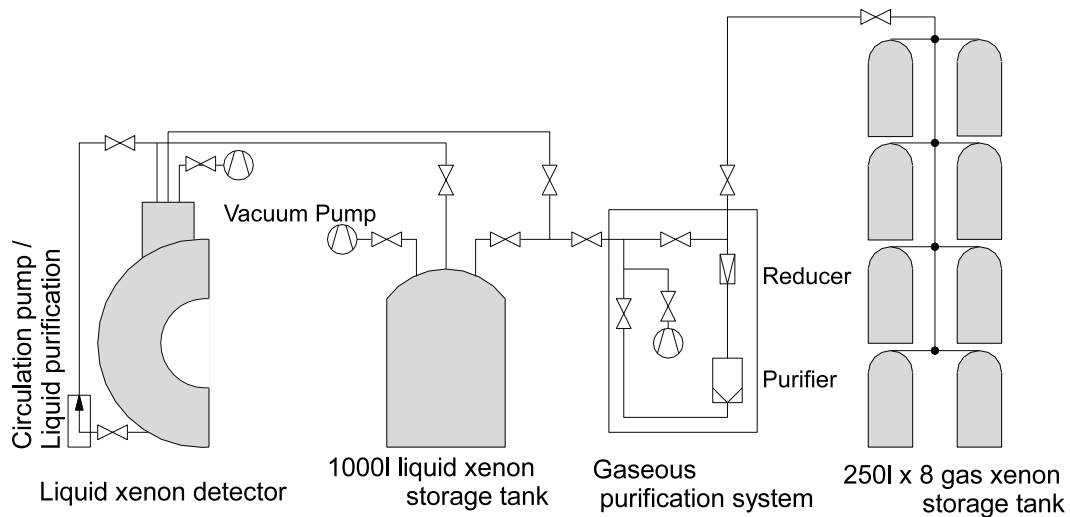 Vacuum Pump
Circulation pump /
Liquid purification
Reducer
Purifier
Liquid xenon detector
1000l liquid xenon
storage tank
Gaseous
purification system
250l x 8 gas xenon
storage tank